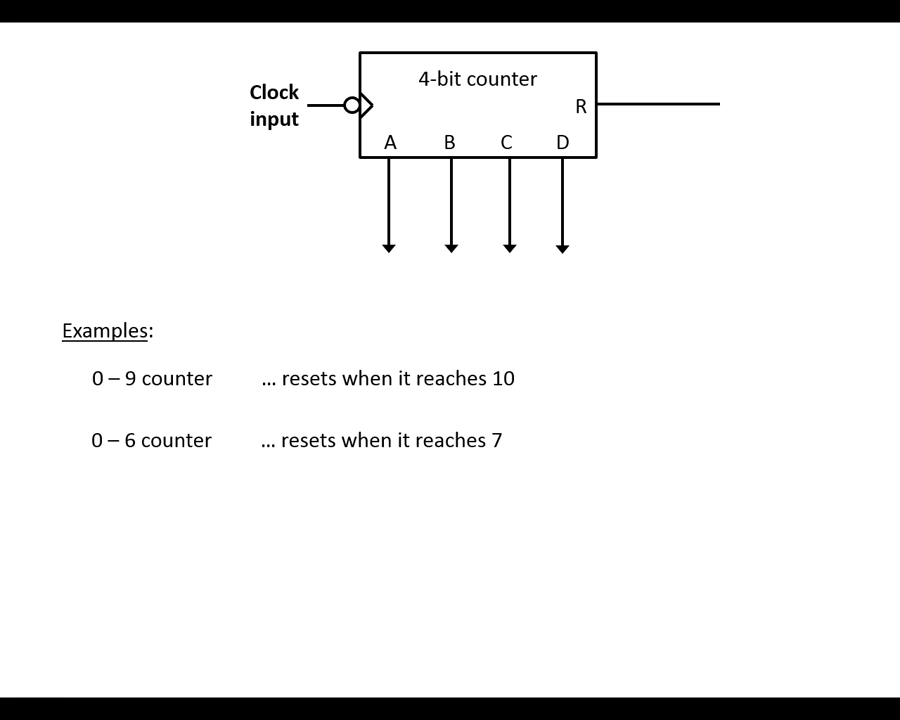 4-bit counter
Clock
input
R
A B C D
Examples:
0 – 9 counter ... resets when it reaches 10
0 – 6 counter ... resets when it reaches 7